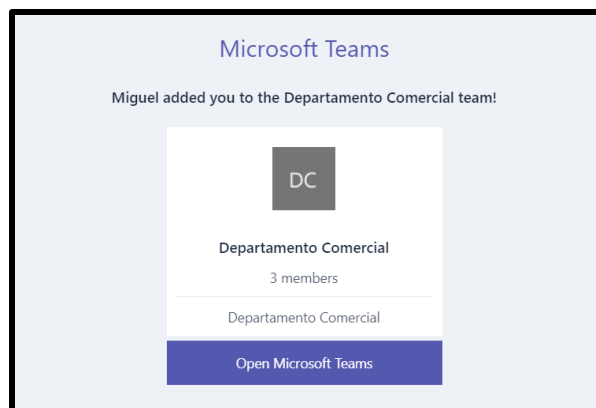 Microsoft Teams
Miguel added you to the Departamento Comercial team!
DC
Departamento Comercial
3 members
Departamento Comercial
Open Microsoft Teams